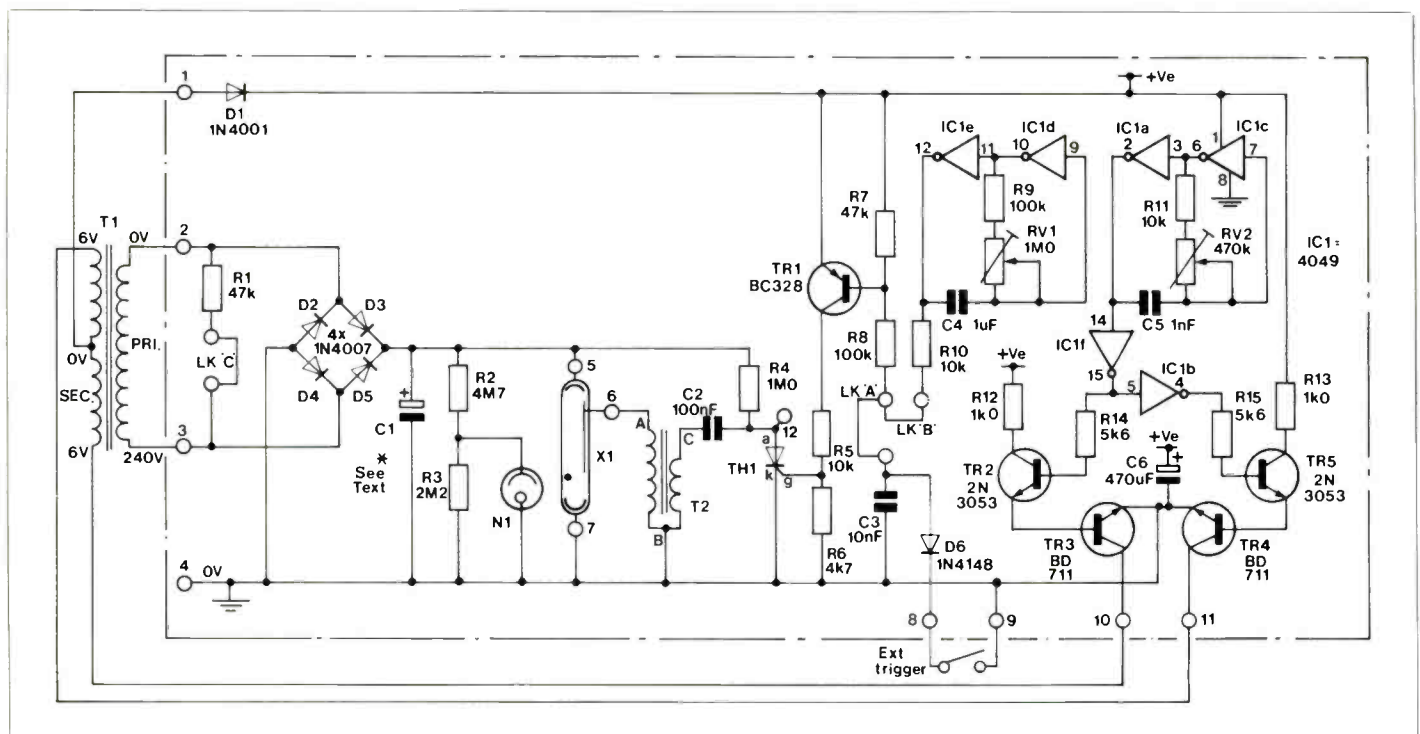 1
D1
1N4001
+Ve
IC1e
IC1d
IC1a
IC1c
12
11
10
9
2
3
6
1
7
8
R7
47k
R9
100k
RV1
1M0
R11
10k
RV2
470k
IC1=
4049
T1
6V
0V
2
R1
47k
D2
D3
4x
1N4007
D4
D5
PRI.
LK 'C'
0V
SEC
6V
240V
3
TR1
BC328
C4 1uF
C5 1nF
R8
100k
R10
10k
14
IC1f
15
5
IC1b
4
R13
1k0
R2
4M7
R4
1M0
5
C2
100nF
6
A
C
12
a
k
g
TH1
LK 'A'
LK 'B'
+Ve
R12
1k0
R14
5k6
R15
5k6
+Ve
C6
470uF
C1
*
See
Text
R3
2M2
N1
X1
7
B
T2
R5
10k
R6
4k7
C3
10nF
D6
1N4148
TR2
2N
3053
TR5
2N
3053
TR3
BD
711
TR4
BD
711
4
0V
8
9
10
11
Ext
trigger